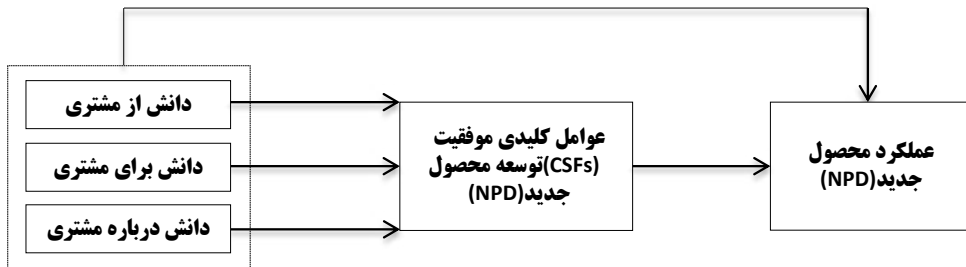 دانش از مشتری
دانش برای مشتری
دانش درباره مشتری
عوامل کلیدی موفقیت
(CSFs)توسعه محصول
جدید(NPD)
عملکرد محصول
جدید(NPD)